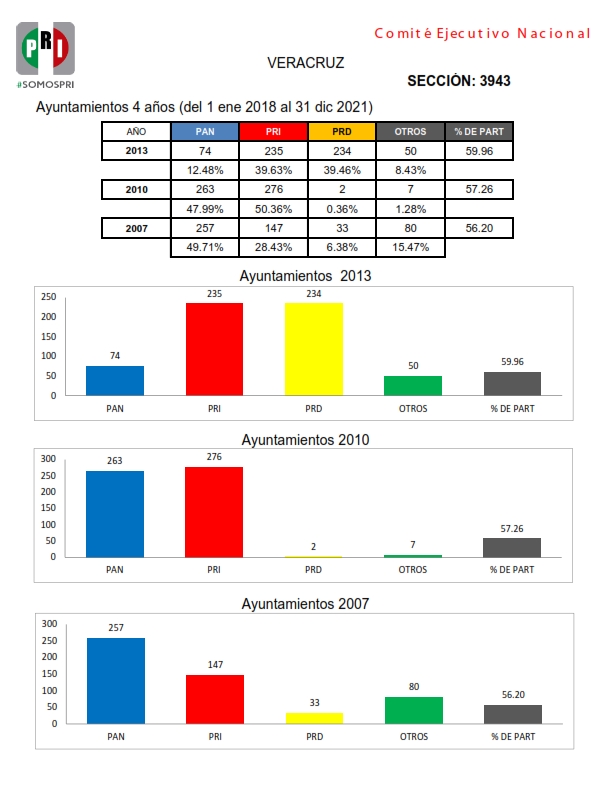 Comité Ejecutivo Nacional
PRI
#SOMOSPRI
VERACRUZ
SECCIÓN: 3943
Ayuntamientos 4 años (del 1 ene 2018 al 31 dic 2021)
AÑO PAN PRI PRD OTROS % DE PART
2013 74 235 234 50 59.96
12.48% 39.63% 39.46% 8.43%
2010 263 276 2 7 57.26
47.99% 50.36% 0.36% 1.28%
2007 257 147 33 80 56.20
49.71% 28.43% 6.38% 15.47%
Ayuntamientos 2013
250
200
150
100
50
0
74 235 234 50 59.96
PAN PRI PRD OTROS % DE PART
Ayuntamientos 2010
300
250
200
150
100
50
0
263 276 2 7 57.26
PAN PRI PRD OTROS % DE PART
Ayuntamientos 2007
300
250
200
150
100
50
0
257 147 33 80 56.20
PAN PRI PRD OTROS % DE PART